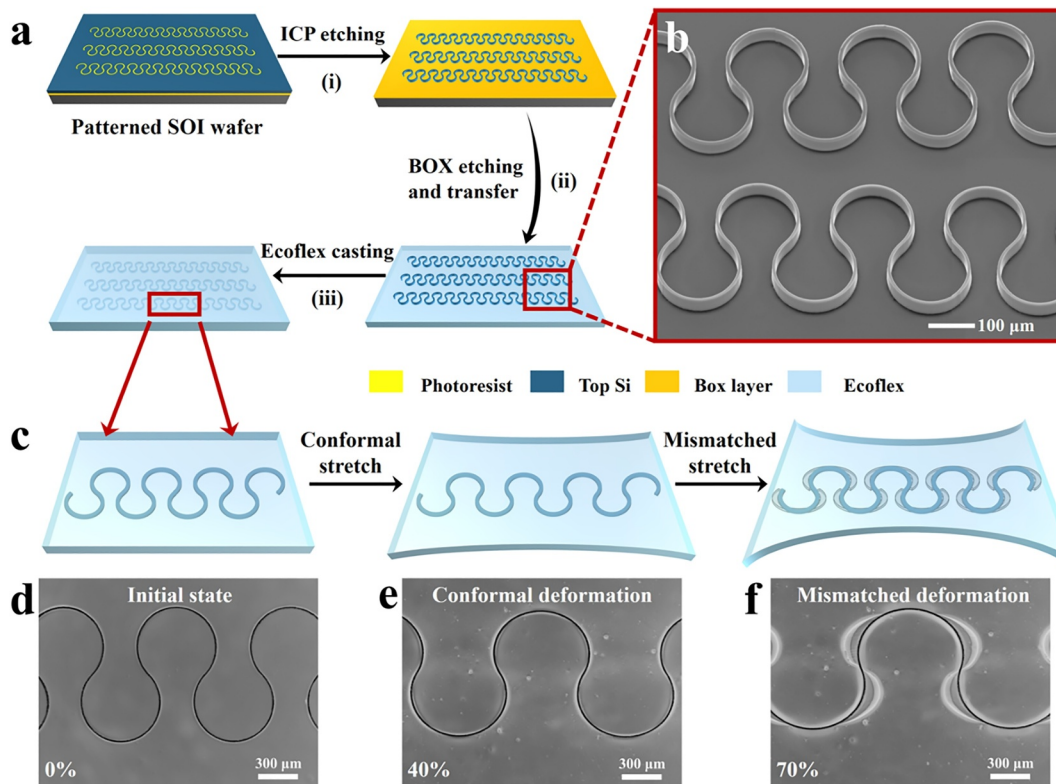 a
ICP etching
(i)
Patterned SOI wafer
BOX etching
and transfer
(ii)
Ecoflex casting
(iii)
b
100 μm
Photoresist
Top Si
Box layer
Ecoflex
c
Conformal
stretch
Mismatched
stretch
d
Initial state
0%
300 μm
e
Conformal deformation
40%
300 μm
f
Mismatched deformation
70%
300 μm